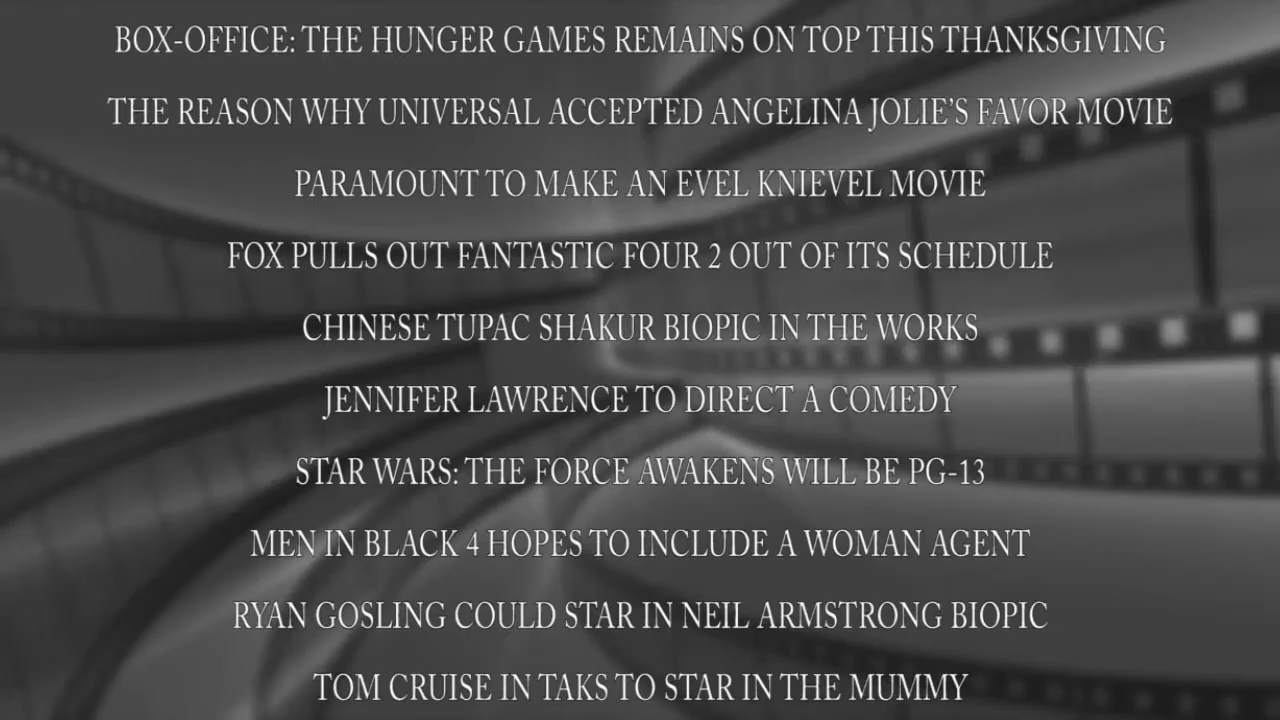 BOX-OFFICE: THE HUNGER GAMES REMAINS ON TOP THIS THANKSGIVING
THE REASON WHY UNIVERSAL ACCEPTED ANGELINA JOLIE’S FAVOR MOVIE
PARAMOUNT TO MAKE AN EVEL KNIEVEL MOVIE
FOX PULLS OUT FANTASTIC FOUR 2 OUT OF ITS SCHEDULE
CHINESE TUPAC SHAKUR BIOPIC IN THE WORKS
JENNIFER LAWRENCE TO DIRECT A COMEDY
STAR WARS: THE FORCE AWAKENS WILL BE PG-13
MEN IN BLACK 4 HOPES TO INCLUDE A WOMAN AGENT
RYAN GOSLING COULD STAR IN NEIL ARMSTRONG BIOPIC
TOM CRUISE IN TAKS TO STAR IN THE MUMMY